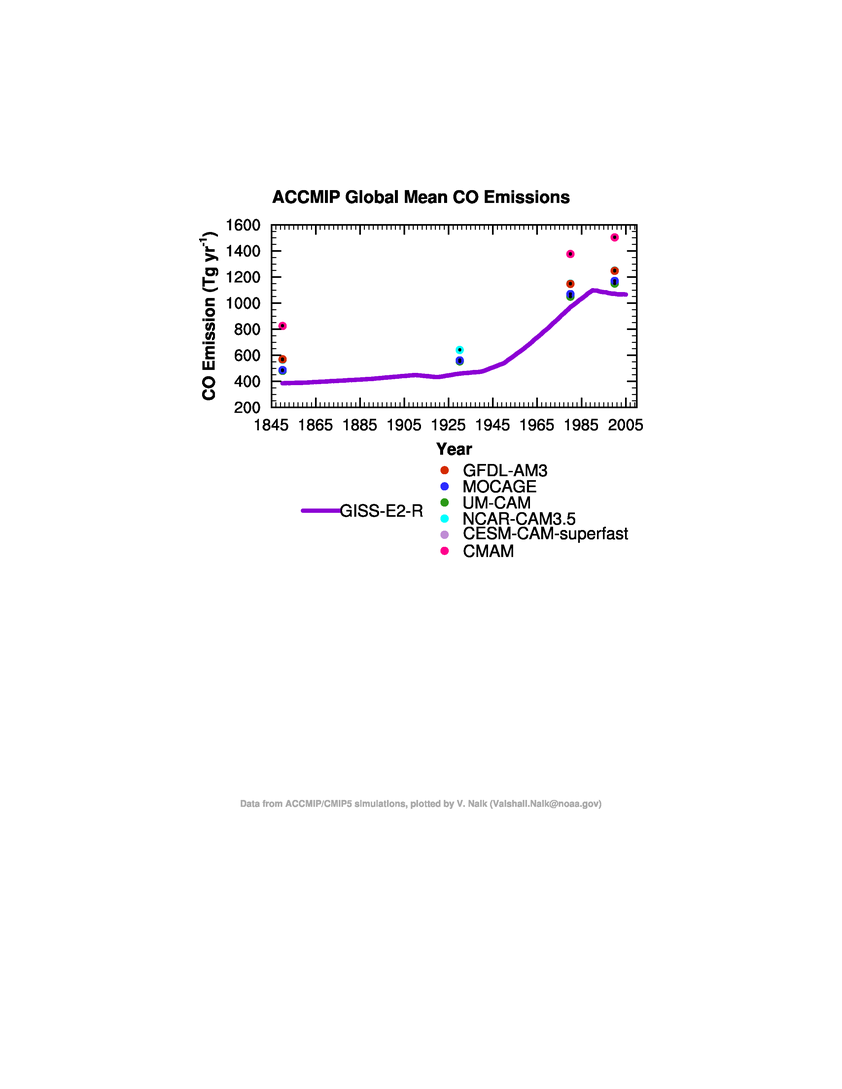 ACCMIP Global Mean CO Emissions
1600
1400
1200
1000
800
600
400
200
CO Emission (Tg yr⁻¹)
1845 1865 1885 1905 1925 1945 1965 1985 2005
Year
GISS-E2-R
GFDL-AM3
MOCAGE
UM-CAM
NCAR-CAM3.5
CESM-CAM-superfast
CMAM
Data from ACCMIP/CMIP5 simulations, plotted by V. Naik (Vaishali.Naik@noaa.gov)